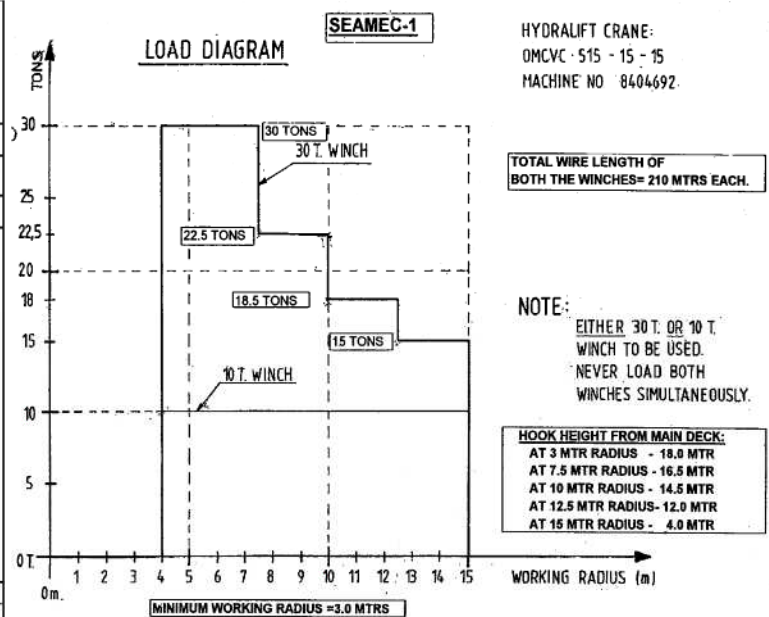 SEAMEC-1
LOAD DIAGRAM
HYDRALIFT CRANE:
OMCVC - 515 - 15 - 15
MACHINE NO 8404692.
TONS
30
25
22,5
20
18
15
10
5
0 T.
30 TONS
30 T. WINCH
22.5 TONS
18.5 TONS
15 TONS
10 T. WINCH
TOTAL WIRE LENGTH OF
BOTH THE WINCHES= 210 MTRS EACH.
NOTE:
EITHER 30 T. OR 10 T.
WINCH TO BE USED.
NEVER LOAD BOTH
WINCHES SIMULTANEOUSLY.
HOOK HEIGHT FROM MAIN DECK:
AT 3 MTR RADIUS - 18.0 MTR
AT 7.5 MTR RADIUS - 16.5 MTR
AT 10 MTR RADIUS - 14.5 MTR
AT 12.5 MTR RADIUS- 12.0 MTR
AT 15 MTR RADIUS - 4.0 MTR
1 2 3 4 5 6 7 8 9 10 11 12 13 14 15
WORKING RADIUS (m)
0 m.
MINIMUM WORKING RADIUS =3.0 MTRS